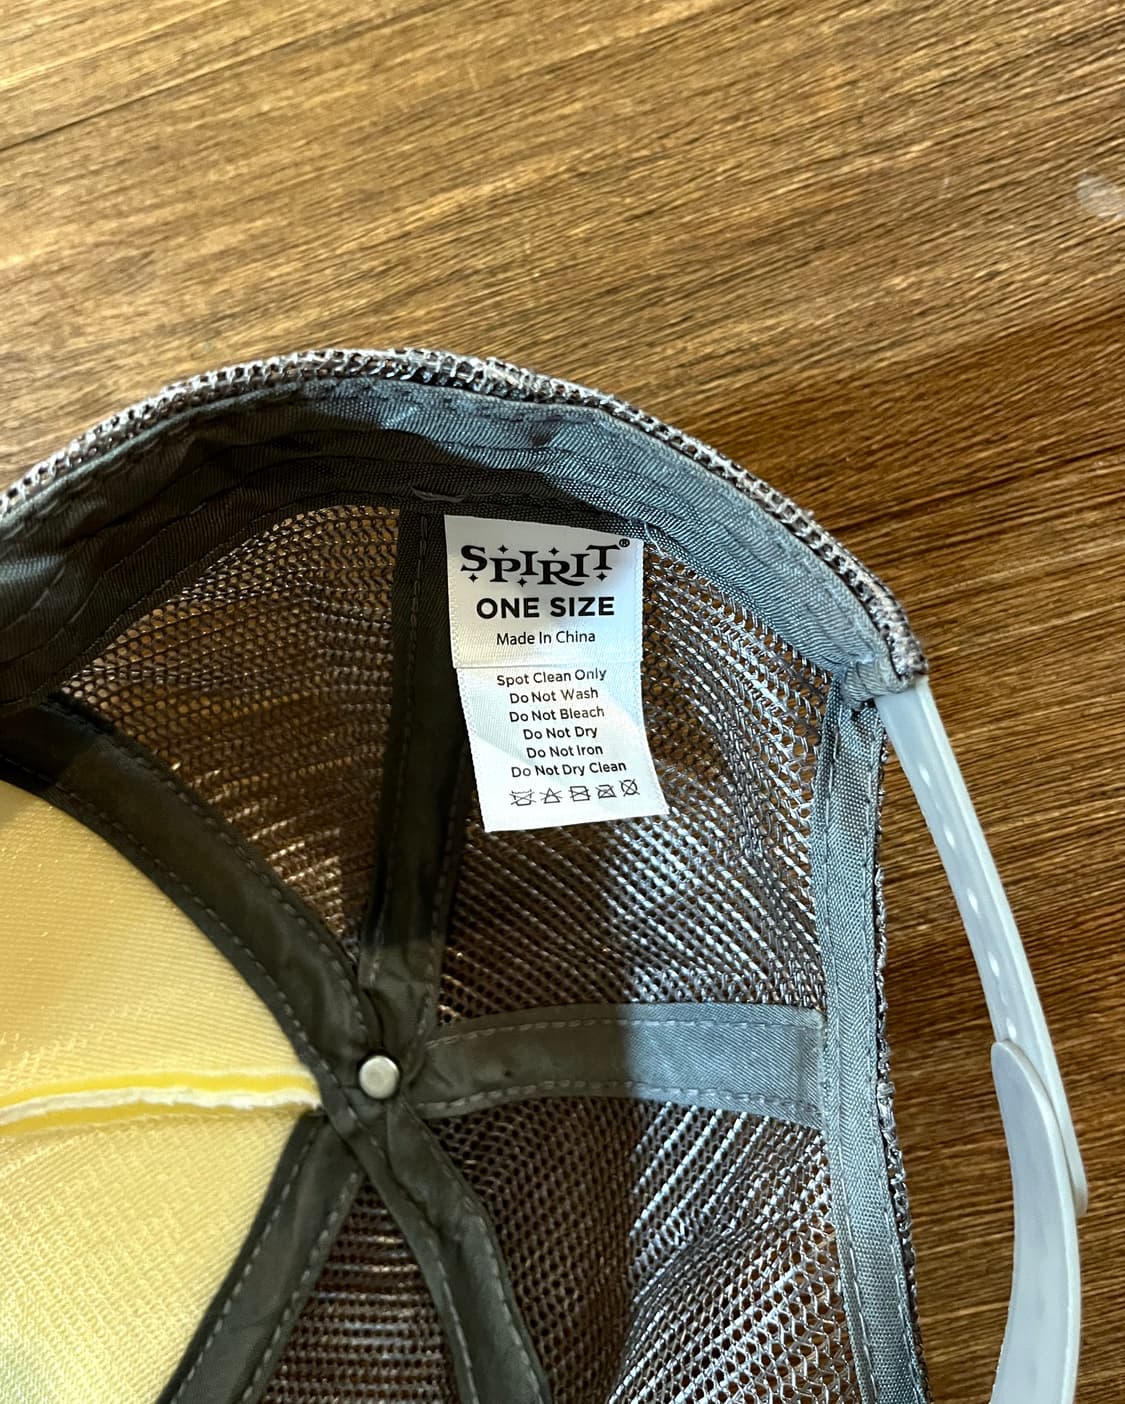 SPIRIT®
ONE SIZE
Made In China
Spot Clean Only
Do Not Wash
Do Not Bleach
Do Not Dry
Do Not Iron
Do Not Dry Clean